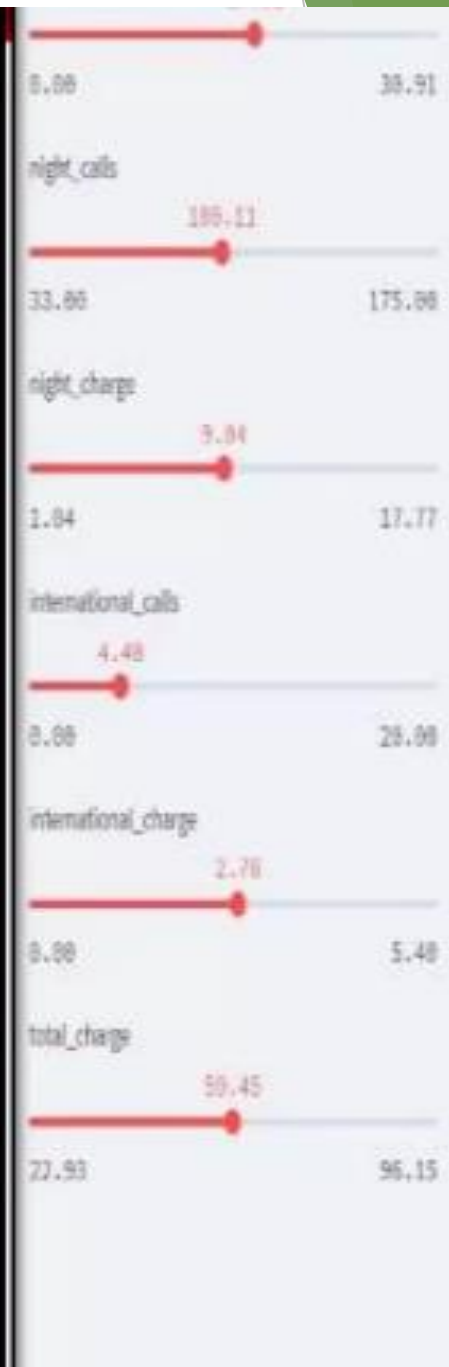 0.00 30.91
night_calls
100.11
33.00 175.00
night_charge
9.04
1.04 17.77
international_calls
4.48
0.00 20.00
international_charge
2.76
0.00 5.40
total_charge
59.45
22.93 96.15